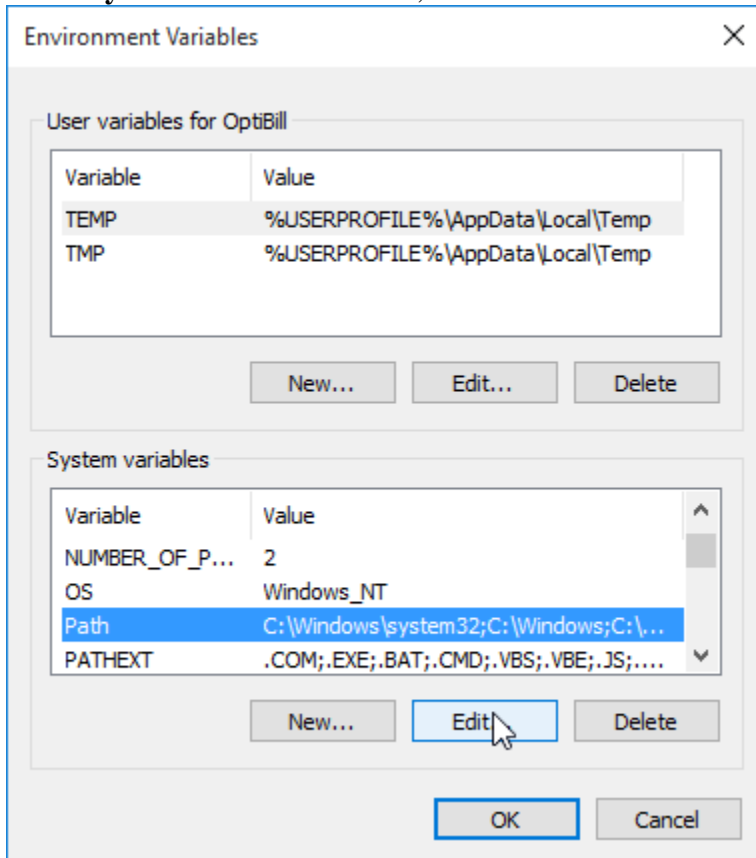 Environment Variables
User variables for OptiBill
Variable Value
TEMP %USERPROFILE%\AppData\Local\Temp
TMP %USERPROFILE%\AppData\Local\Temp
New... Edit... Delete
System variables
Variable Value
NUMBER_OF_P... 2
OS Windows_NT
Path C:\Windows\system32;C:\Windows;C:\...
PATHEXT .COM;.EXE;.BAT;.CMD;.VBS;.VBE;.JS;....
New... Edit... Delete
OK Cancel